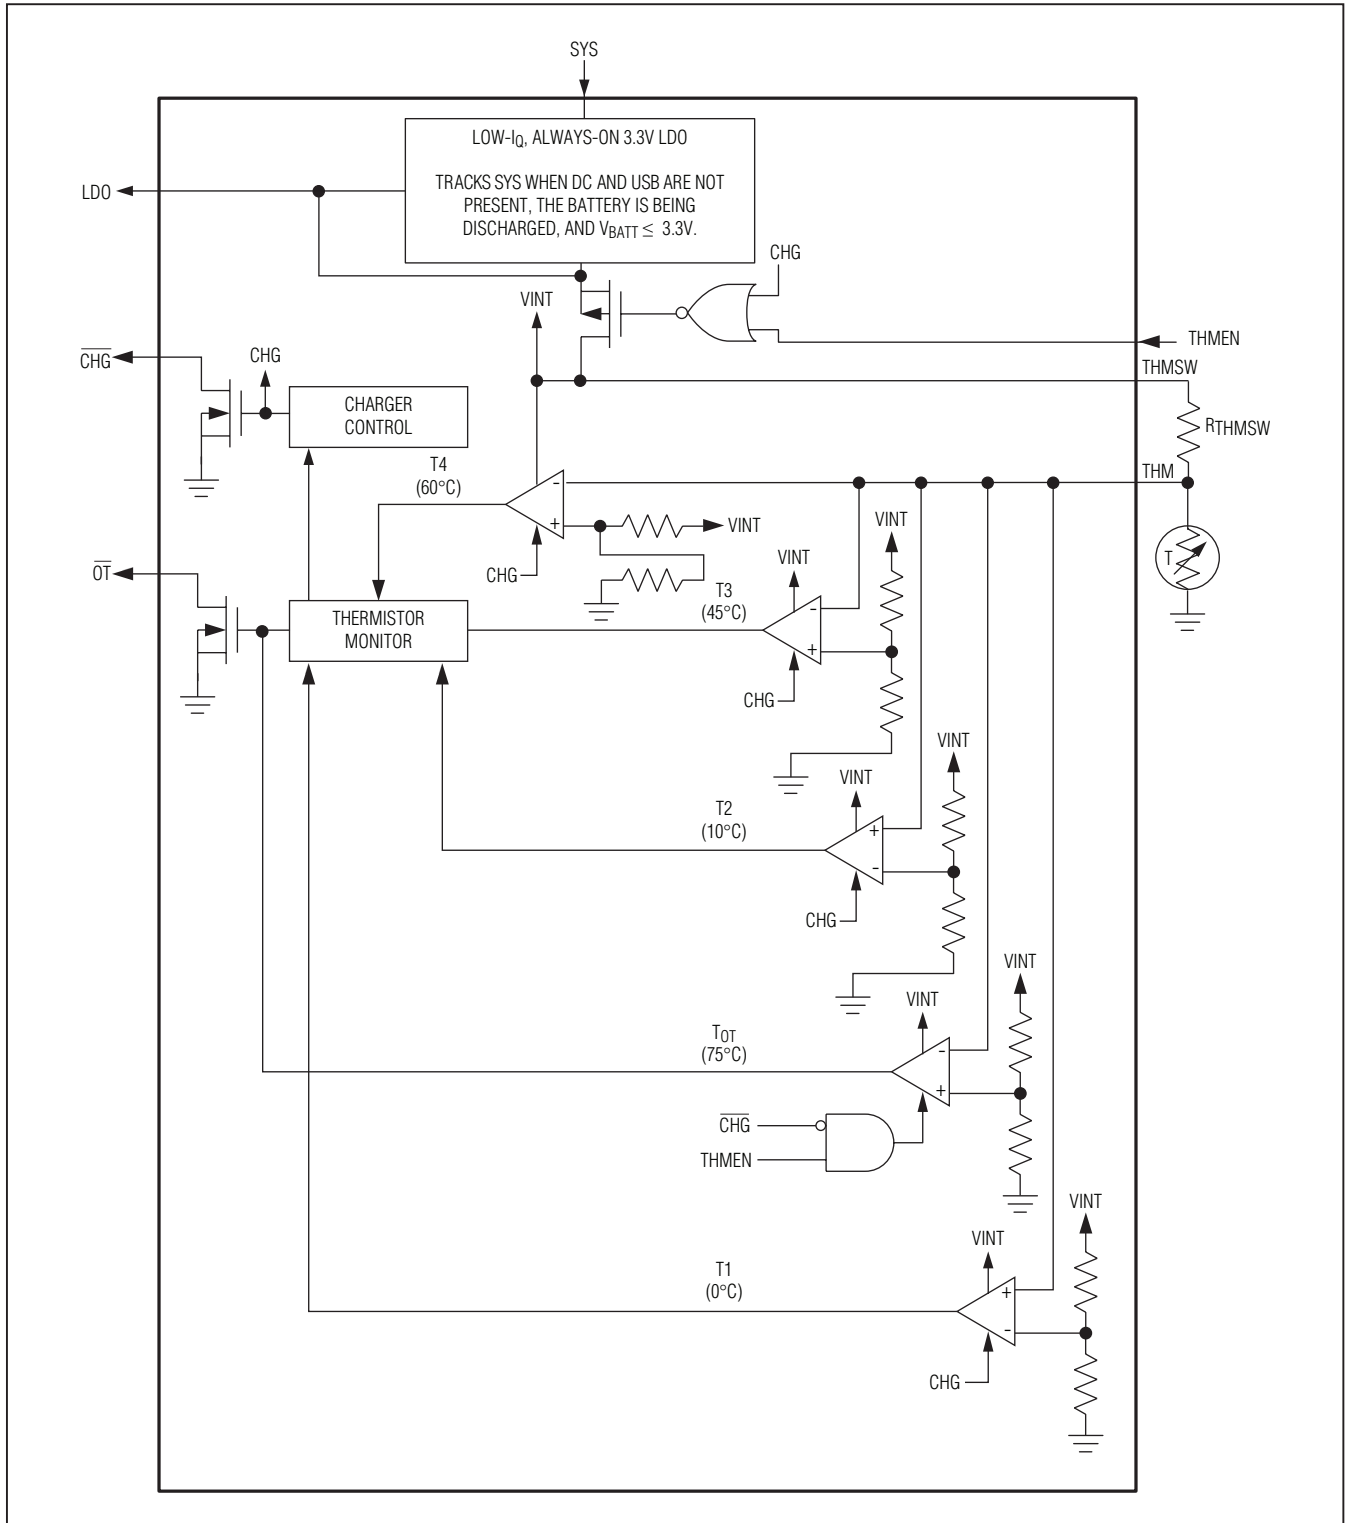 SYS
LOW-IQ, ALWAYS-ON 3.3V LDO
TRACKS SYS WHEN DC AND USB ARE NOT
PRESENT, THE BATTERY IS BEING
DISCHARGED, AND VBATT ≤ 3.3V.
LDO
CHG
VINT
THMEN
THMSW
CHG
CHG
CHARGER
CONTROL
RTHMSW
T4
(60°C)
THM
-
+
VINT
VINT
CHG
VINT
OT
T
T3
(45°C)
THERMISTOR
MONITOR
-
+
CHG
VINT
VINT
T2
(10°C)
+
-
CHG
VINT
VINT
TOT
(75°C)
-
+
CHG
THMEN
VINT
VINT
T1
(0°C)
+
-
CHG